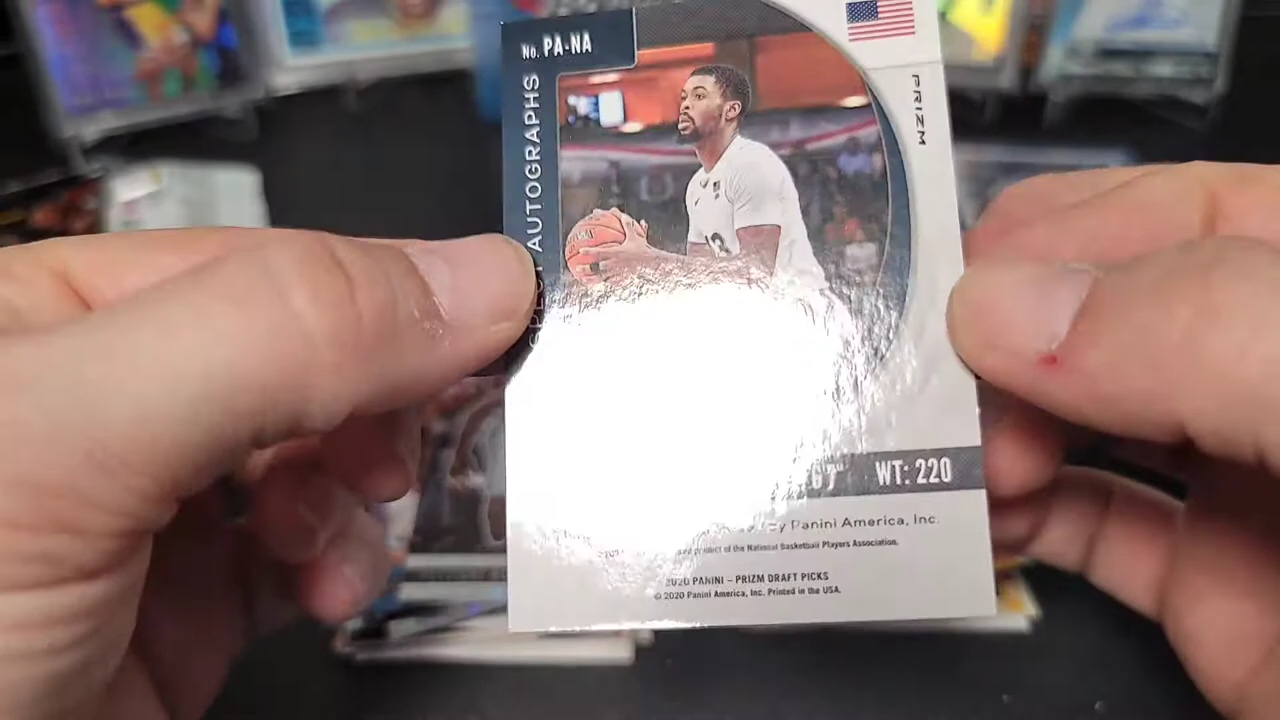 No. PA-NA
AUTOGRAPHS
PRIZM
WT: 220
Panini America, Inc.
product of the National Basketball Players Association.
2020 PANINI – PRIZM DRAFT PICKS
© 2020 Panini America, Inc. Printed in the USA.